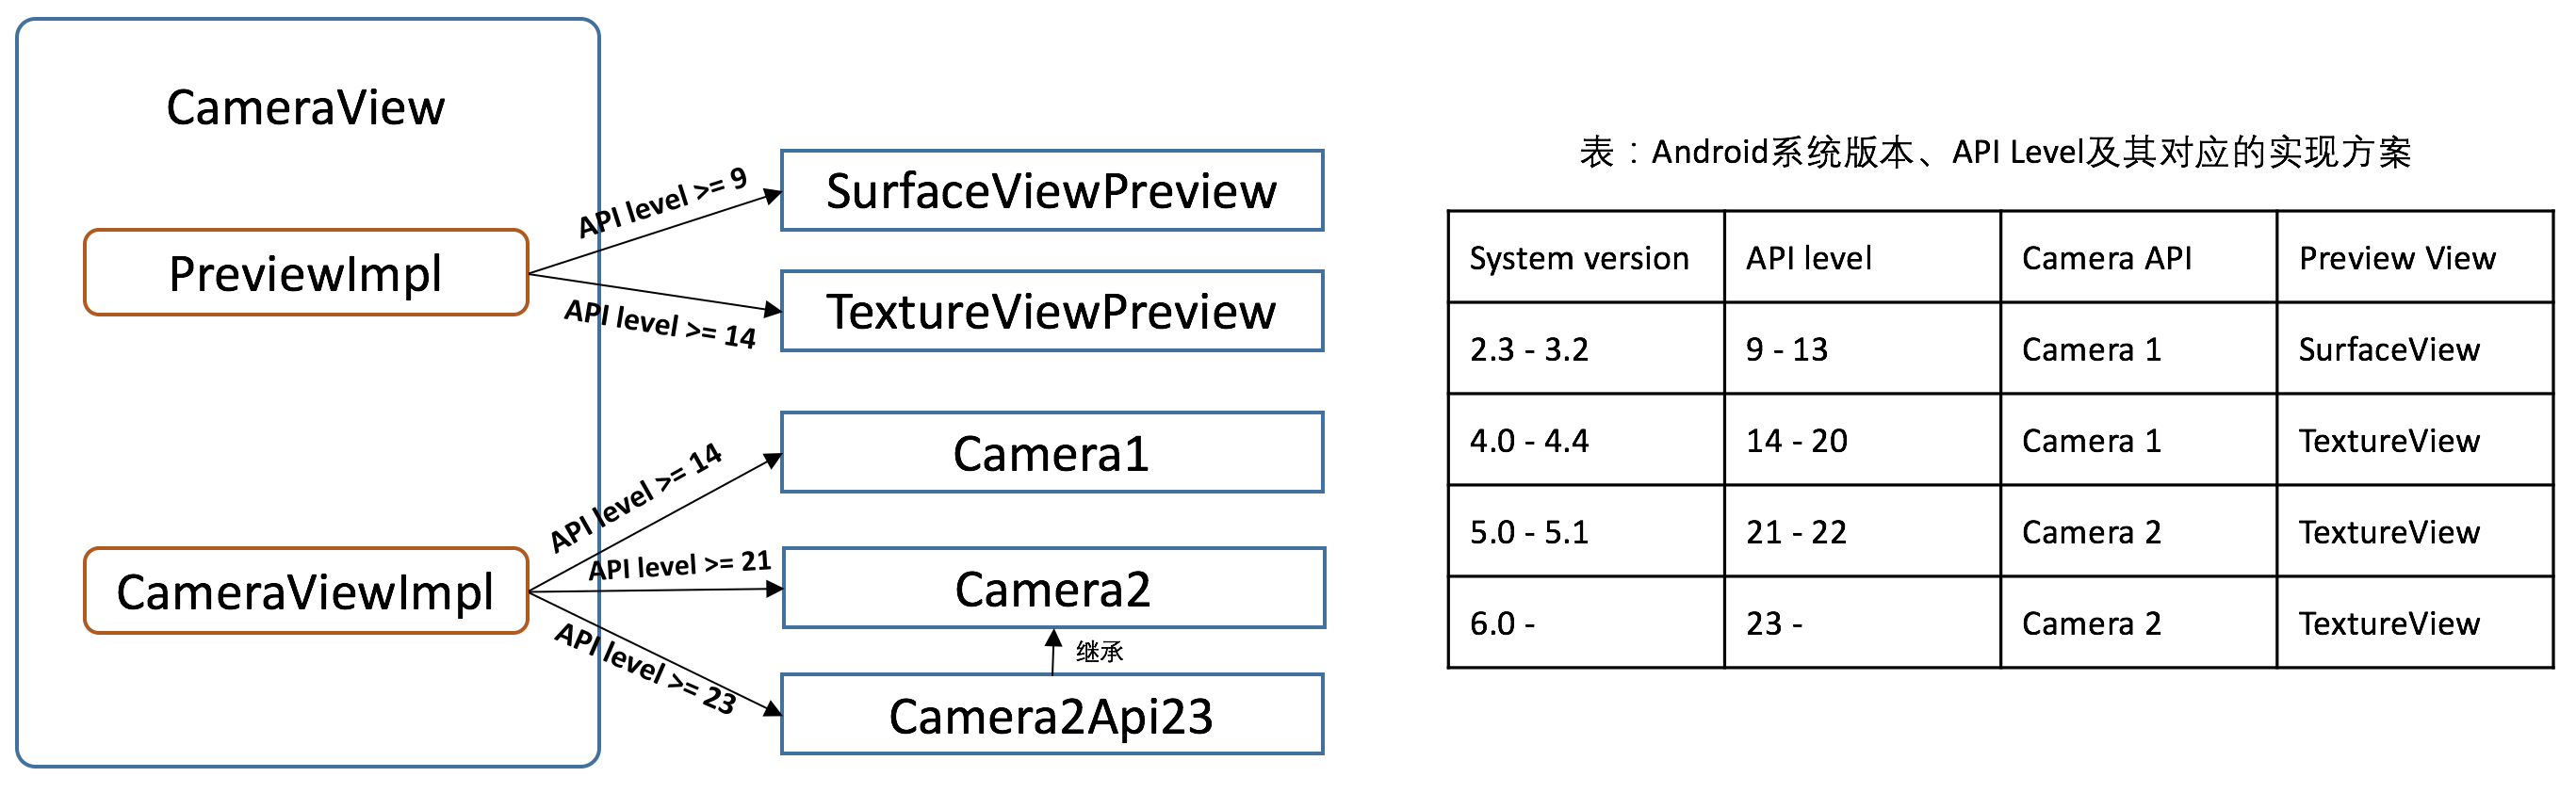 CameraView
PreviewImpl
API level >= 9
SurfaceViewPreview
API level >= 14
TextureViewPreview
CameraViewImpl
API level >= 14
Camera1
API level >= 21
Camera2
继承
API level >= 23
Camera2Api23
表：Android系统版本、API Level及其对应的实现方案
System version API level Camera API Preview View
2.3 - 3.2 9 - 13 Camera 1 SurfaceView
4.0 - 4.4 14 - 20 Camera 1 TextureView
5.0 - 5.1 21 - 22 Camera 2 TextureView
6.0 - 23 - Camera 2 TextureView